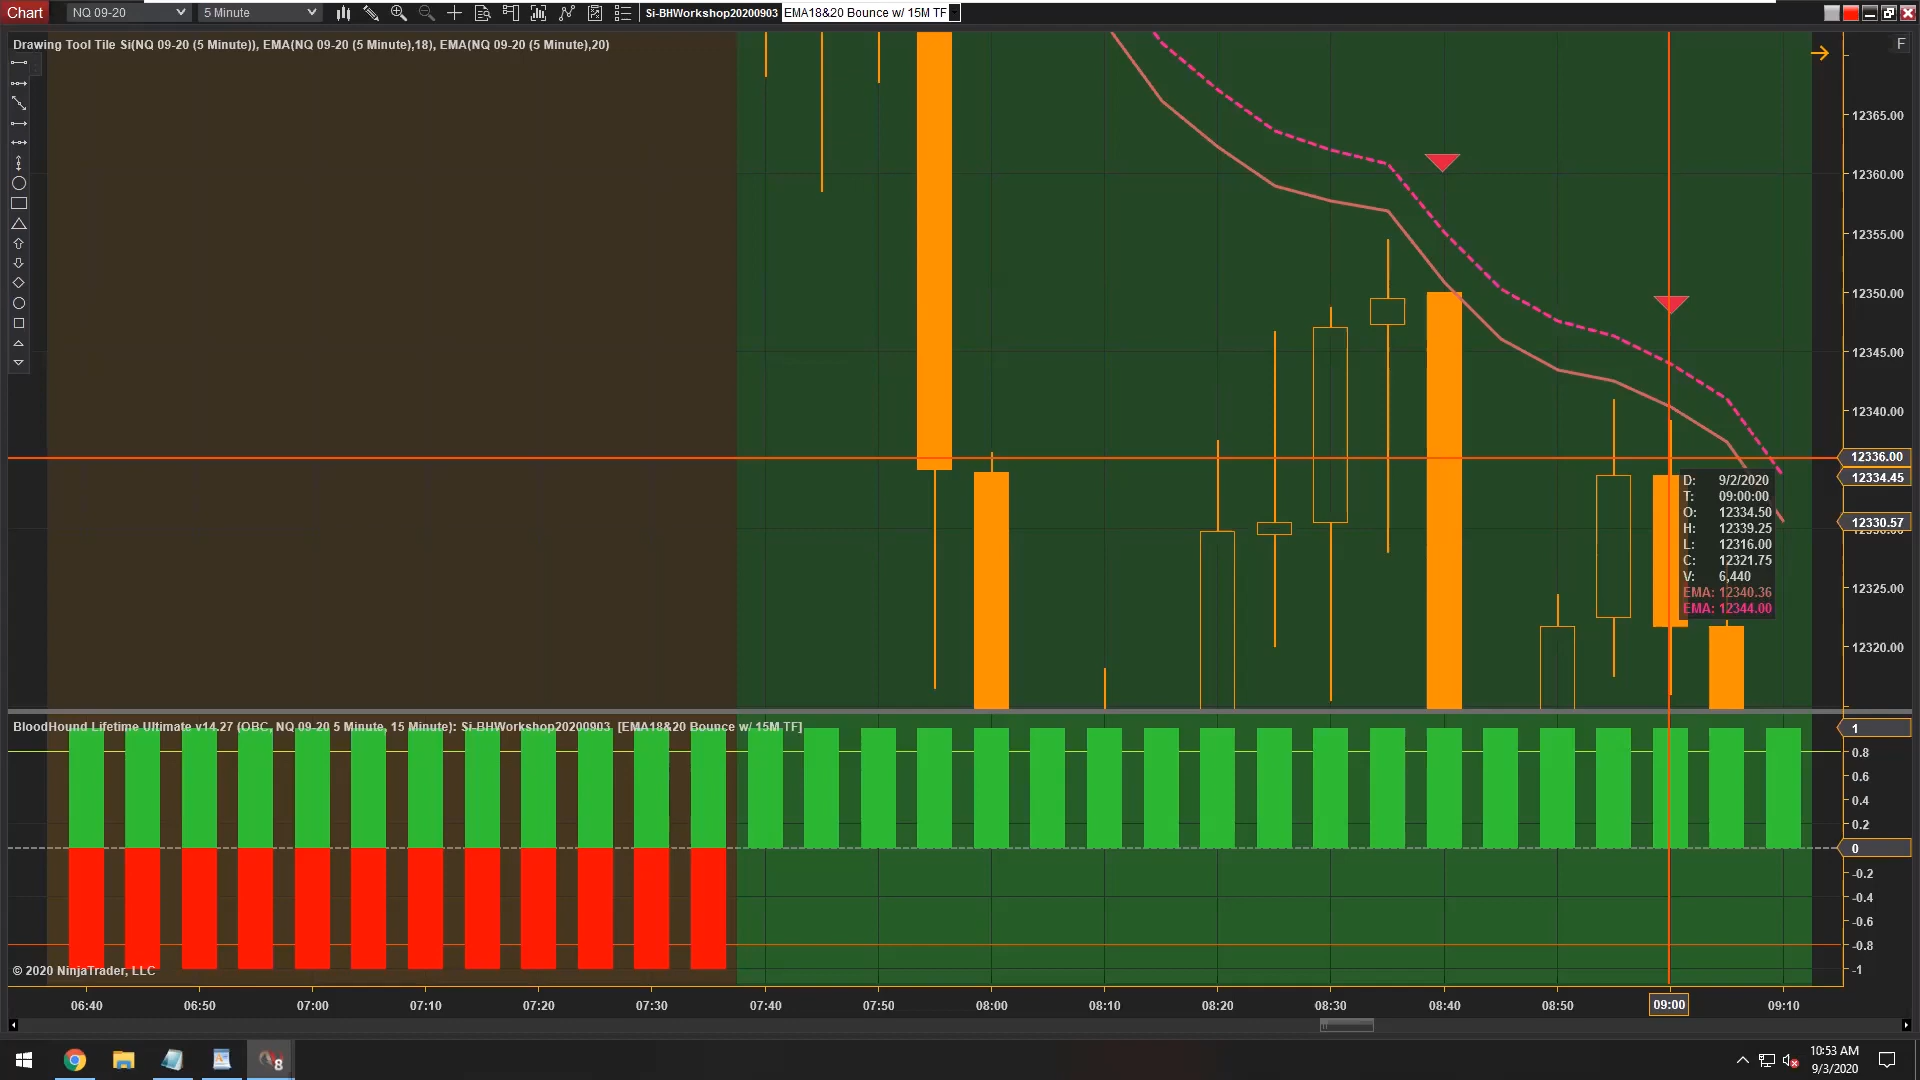 Chart
NQ 09-20
5 Minute
Si-BHWorkshop20200903
EMA18&20 Bounce w/ 15M TF
Drawing Tool Tile Si(NQ 09-20 (5 Minute)), EMA(NQ 09-20 (5 Minute),18), EMA(NQ 09-20 (5 Minute),20)
F
12365.00
12360.00
12355.00
12350.00
12345.00
12340.00
12336.00
12334.45
12330.57
12330.00
12325.00
12320.00
D: 9/2/2020
T: 09:00:00
O: 12334.50
H: 12339.25
L: 12316.00
C: 12321.75
V: 6,440
EMA: 12340.36
EMA: 12344.00
BloodHound Lifetime Ultimate v14.27 (OBC, NQ 09-20 5 Minute, 15 Minute): Si-BHWorkshop20200903 [EMA18&20 Bounce w/ 15M TF]
1
0.8
0.6
0.4
0.2
0
-0.2
-0.4
-0.6
-0.8
-1
© 2020 NinjaTrader, LLC
06:40 06:50 07:00 07:10 07:20 07:30 07:40 07:50 08:00 08:10 08:20 08:30 08:40 08:50 09:00 09:10
8
10:53 AM
9/3/2020